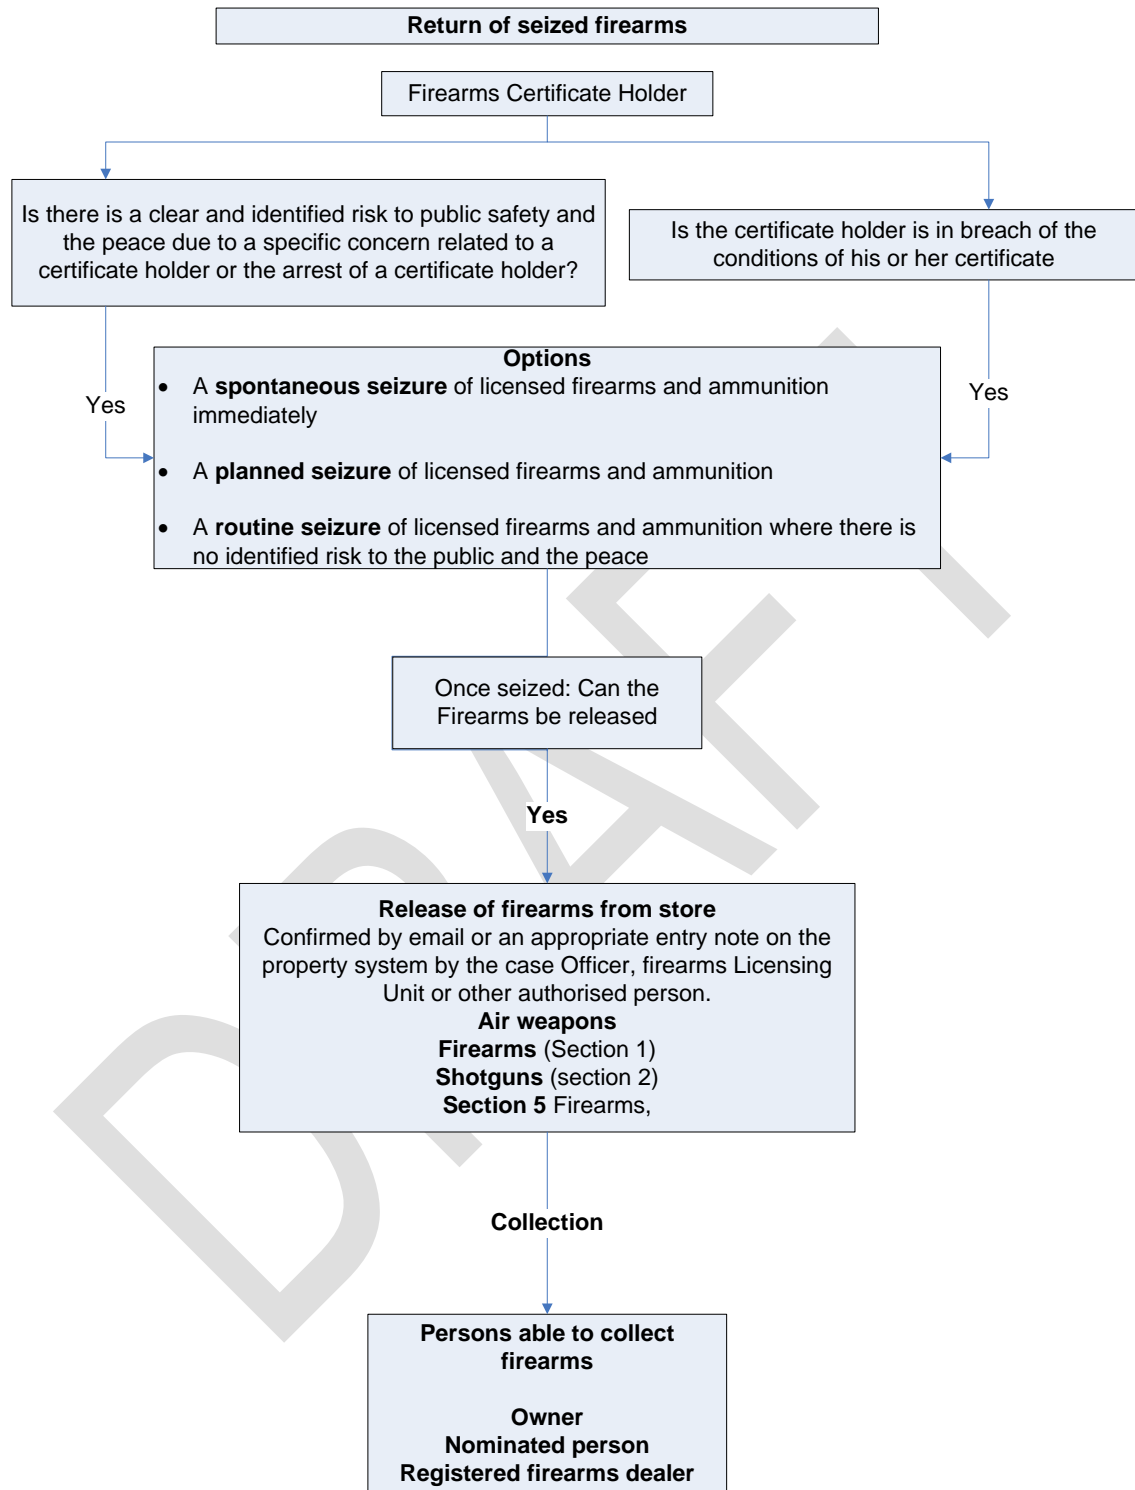 Return of seized firearms
Firearms Certificate Holder
Is there is a clear and identified risk to public safety and
the peace due to a specific concern related to a
certificate holder or the arrest of a certificate holder?
Is the certificate holder is in breach of the
conditions of his or her certificate
Yes
Yes
Options
• A spontaneous seizure of licensed firearms and ammunition
immediately
• A planned seizure of licensed firearms and ammunition
• A routine seizure of licensed firearms and ammunition where there is
no identified risk to the public and the peace
Once seized: Can the
Firearms be released
Yes
Release of firearms from store
Confirmed by email or an appropriate entry note on the
property system by the case Officer, firearms Licensing
Unit or other authorised person.
Air weapons
Firearms (Section 1)
Shotguns (section 2)
Section 5 Firearms,
Collection
Persons able to collect
firearms
Owner
Nominated person
Registered firearms dealer
DRAFT